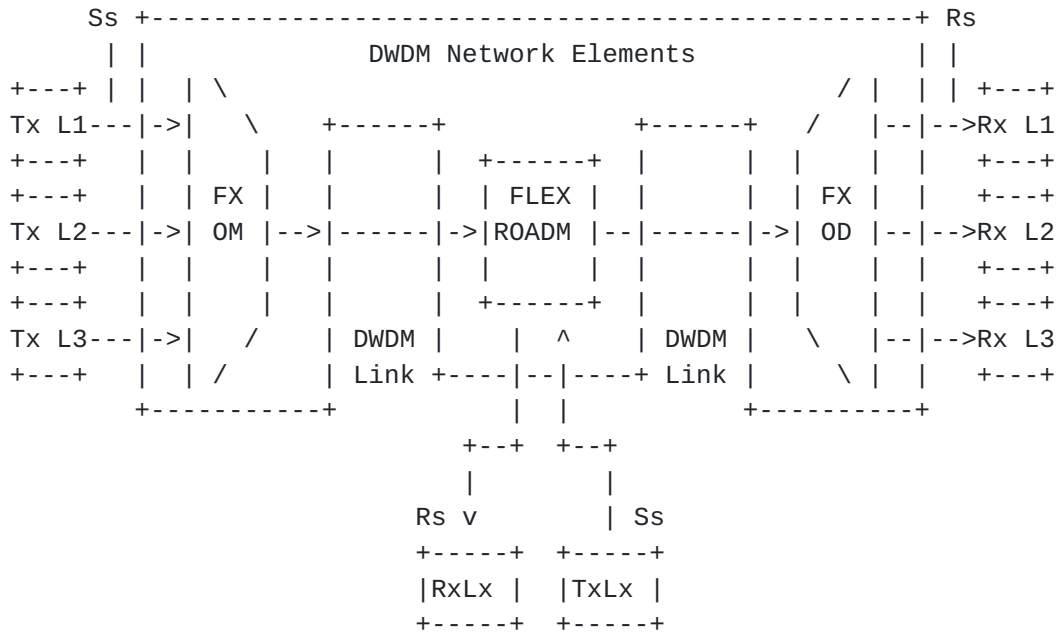 Ss +---------------------------------------------------+ Rs
      | |              DWDM Network Elements              | |
+---+ | |  | \                                       / |  | | +---+
Tx L1---|->|   \    +------+            +------+   /   |--|-->Rx L1
+---+   |  |    |   |      |  +------+  |      |  |    |  |   +---+
+---+   |  | FX |   |      |  | FLEX |  |      |  | FX |  |   +---+
Tx L2---|->| OM |-->|------|->|ROADM |--|------|->| OD |--|-->Rx L2
+---+   |  |    |   |      |  |      |  |      |  |    |  |   +---+
+---+   |  |    |   |      |  +------+  |      |  |    |  |   +---+
Tx L3---|->|   /    | DWDM |    |  ^    | DWDM |   \   |--|-->Rx L3
+---+   |  | /      | Link +----|--|----+ Link |     \ |  |   +---+
        +-----------+           |  |           +----------+
                             +--+  +--+
                             |        |
                          Rs v        | Ss
                          +-----+  +-----+
                          |RxLx |  |TxLx |
                          +-----+  +-----+